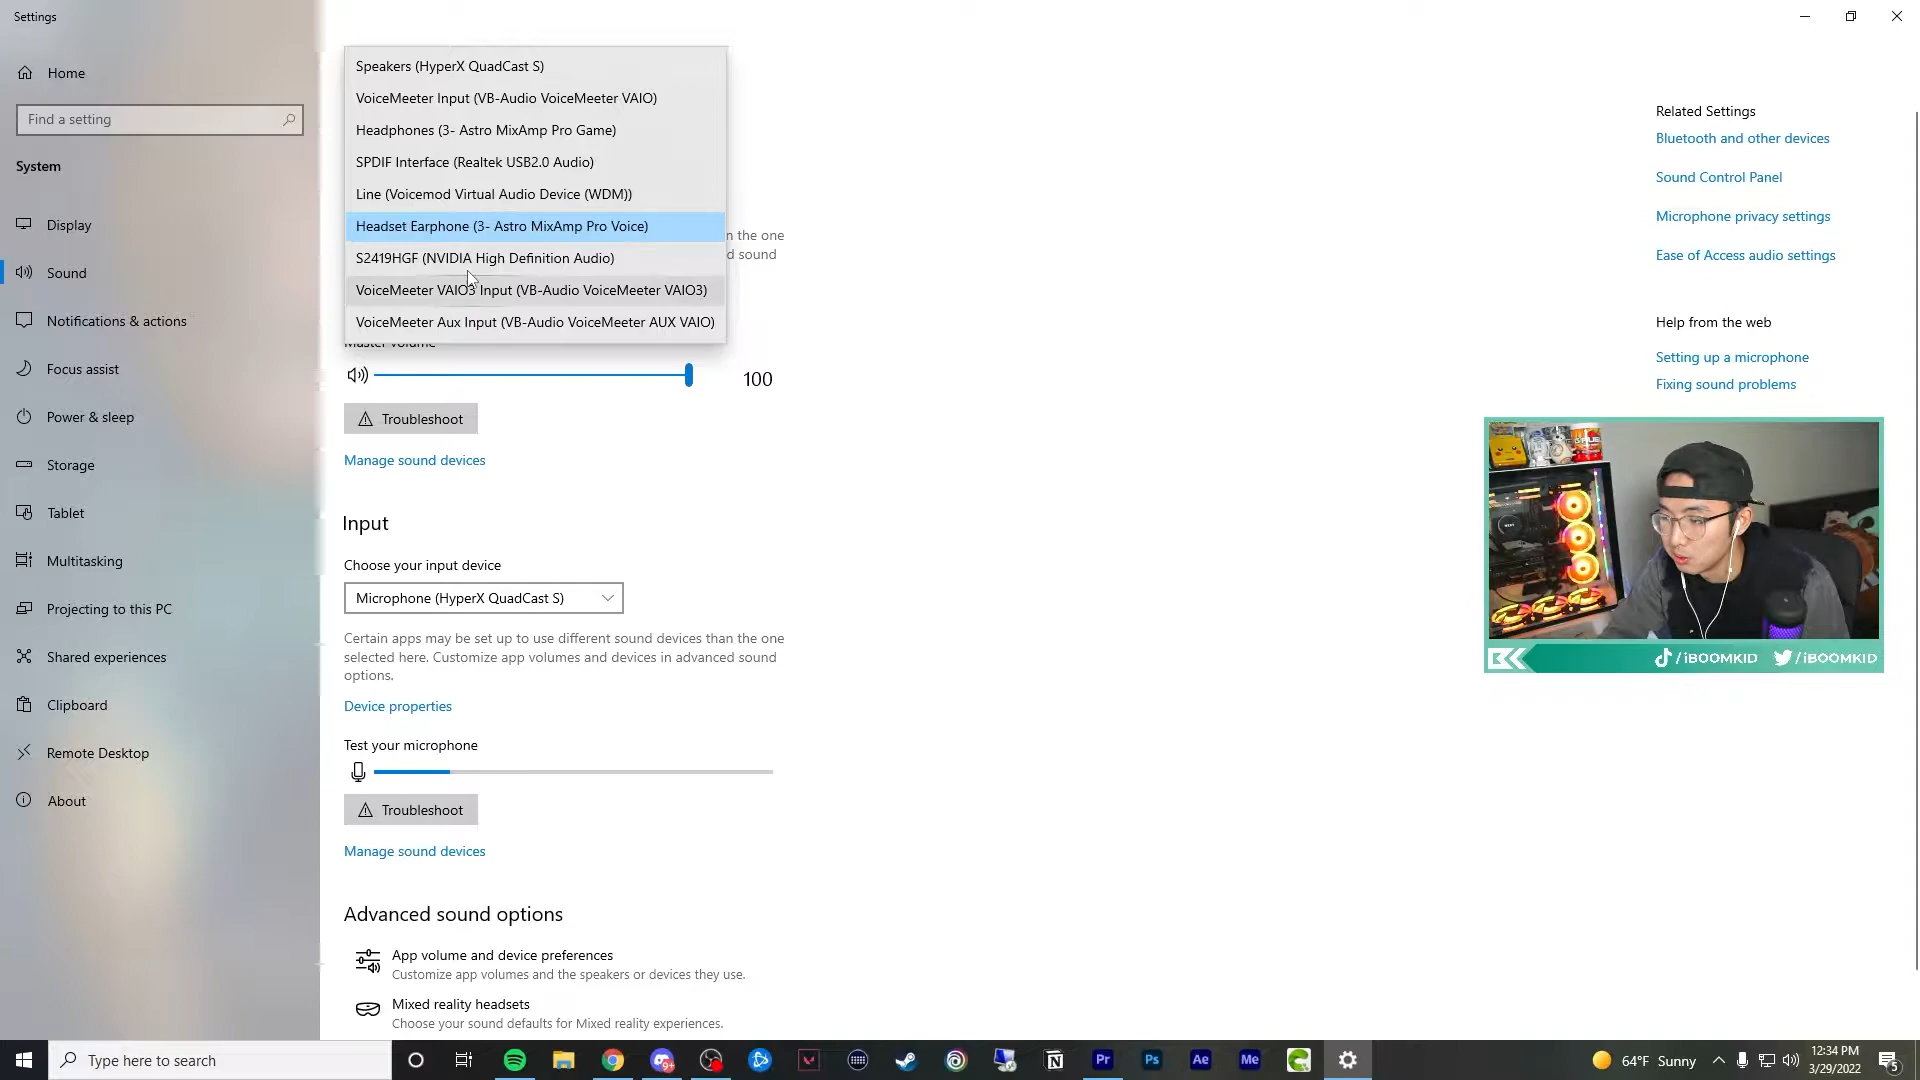 Settings
Home
Find a setting
System
Display
Sound
Notifications & actions
Focus assist
Power & sleep
Storage
Tablet
Multitasking
Projecting to this PC
Shared experiences
Clipboard
Remote Desktop
About
Speakers (HyperX QuadCast S)
VoiceMeeter Input (VB-Audio VoiceMeeter VAIO)
Headphones (3- Astro MixAmp Pro Game)
SPDIF Interface (Realtek USB2.0 Audio)
Line (Voicemod Virtual Audio Device (WDM))
Headset Earphone (3- Astro MixAmp Pro Voice)
S2419HGF (NVIDIA High Definition Audio)
VoiceMeeter VAIO3 Input (VB-Audio VoiceMeeter VAIO3)
VoiceMeeter Aux Input (VB-Audio VoiceMeeter AUX VAIO)
n the one
d sound
Master volume
100
Troubleshoot
Manage sound devices
Input
Choose your input device
Microphone (HyperX QuadCast S)
Certain apps may be set up to use different sound devices than the one
selected here. Customize app volumes and devices in advanced sound
options.
Device properties
Test your microphone
Troubleshoot
Manage sound devices
Advanced sound options
App volume and device preferences
Customize app volumes and the speakers or devices they use.
Mixed reality headsets
Choose your sound defaults for Mixed reality experiences.
Related Settings
Bluetooth and other devices
Sound Control Panel
Microphone privacy settings
Ease of Access audio settings
Help from the web
Setting up a microphone
Fixing sound problems
/iBOOMKID /iBOOMKID
Type here to search
9+
Pr
Ps
Ae
Me
64°F Sunny
12:34 PM
3/29/2022
5